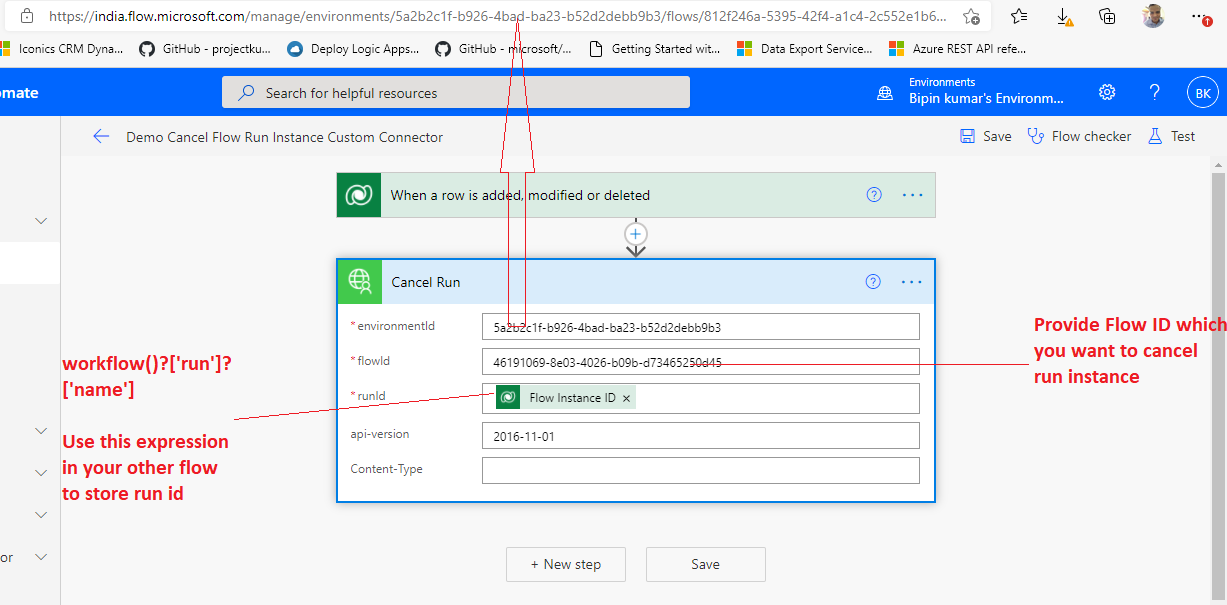 https://india.flow.microsoft.com/manage/environments/5a2b2c1f-b926-4bad-ba23-b52d2debb9b3/flows/812f246a-5395-42f4-a1c4-2c552e1b6...
Iconics CRM Dyna...
GitHub - projectku...
Deploy Logic Apps...
GitHub - microsoft/...
Getting Started wit...
Data Export Service...
Azure REST API refe...
omate
Search for helpful resources
Environments
Bipin kumar's Environm...
?
BK
Demo Cancel Flow Run Instance Custom Connector
Save
Flow checker
Test
When a row is added, modified or deleted
Cancel Run
*environmentId
5a2b2c1f-b926-4bad-ba23-b52d2debb9b3
*flowId
46191069-8e03-4026-b09b-d73465250d45
*runId
Flow Instance ID ×
api-version
2016-11-01
Content-Type
workflow()?['run']?
['name']
Use this expression
in your other flow
to store run id
Provide Flow ID which
you want to cancel
run instance
or
+ New step
Save